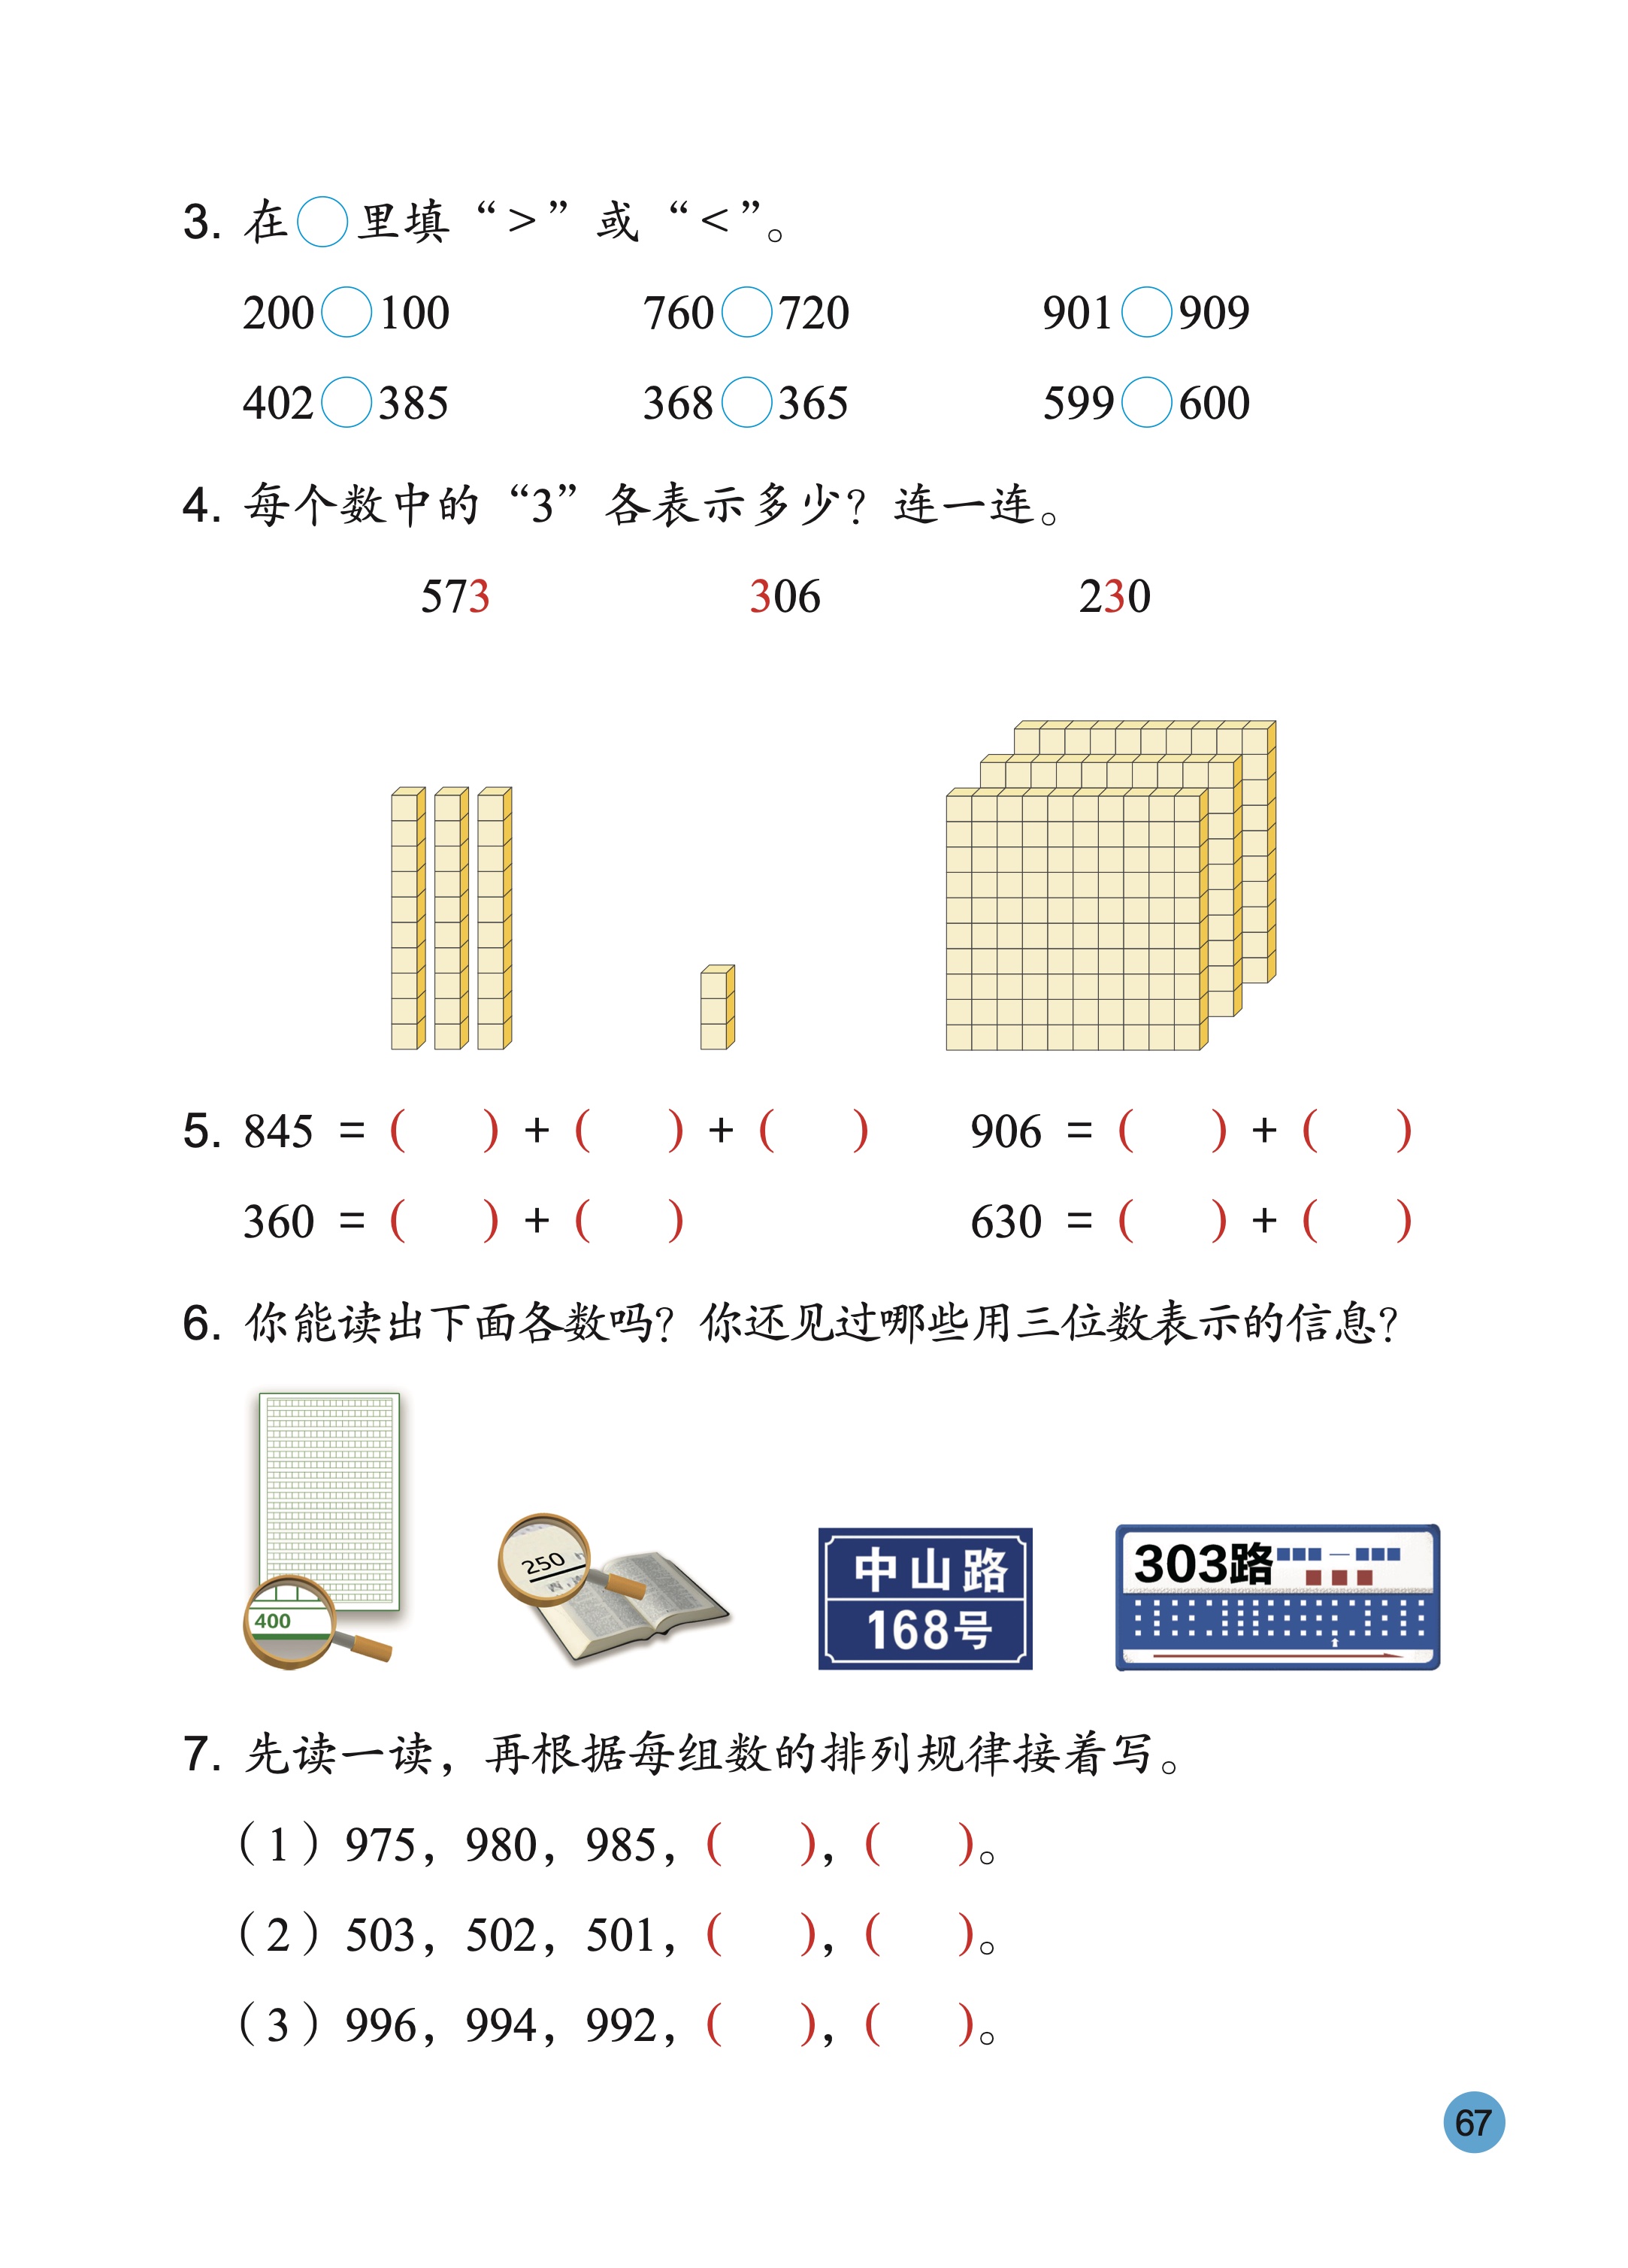 3. 在○里填“＞”或“＜”。
200○100 760○720 901○909
402○385 368○365 599○600
4. 每个数中的“3”各表示多少？连一连。
573 306 230
5. 845 = ( ) + ( ) + ( ) 906 = ( ) + ( )
360 = ( ) + ( ) 630 = ( ) + ( )
6. 你能读出下面各数吗？你还见过哪些用三位数表示的信息？
400
250
中山路
168号
303路
7. 先读一读，再根据每组数的排列规律接着写。
（1）975，980，985，( )，( )。
（2）503，502，501，( )，( )。
（3）996，994，992，( )，( )。
67